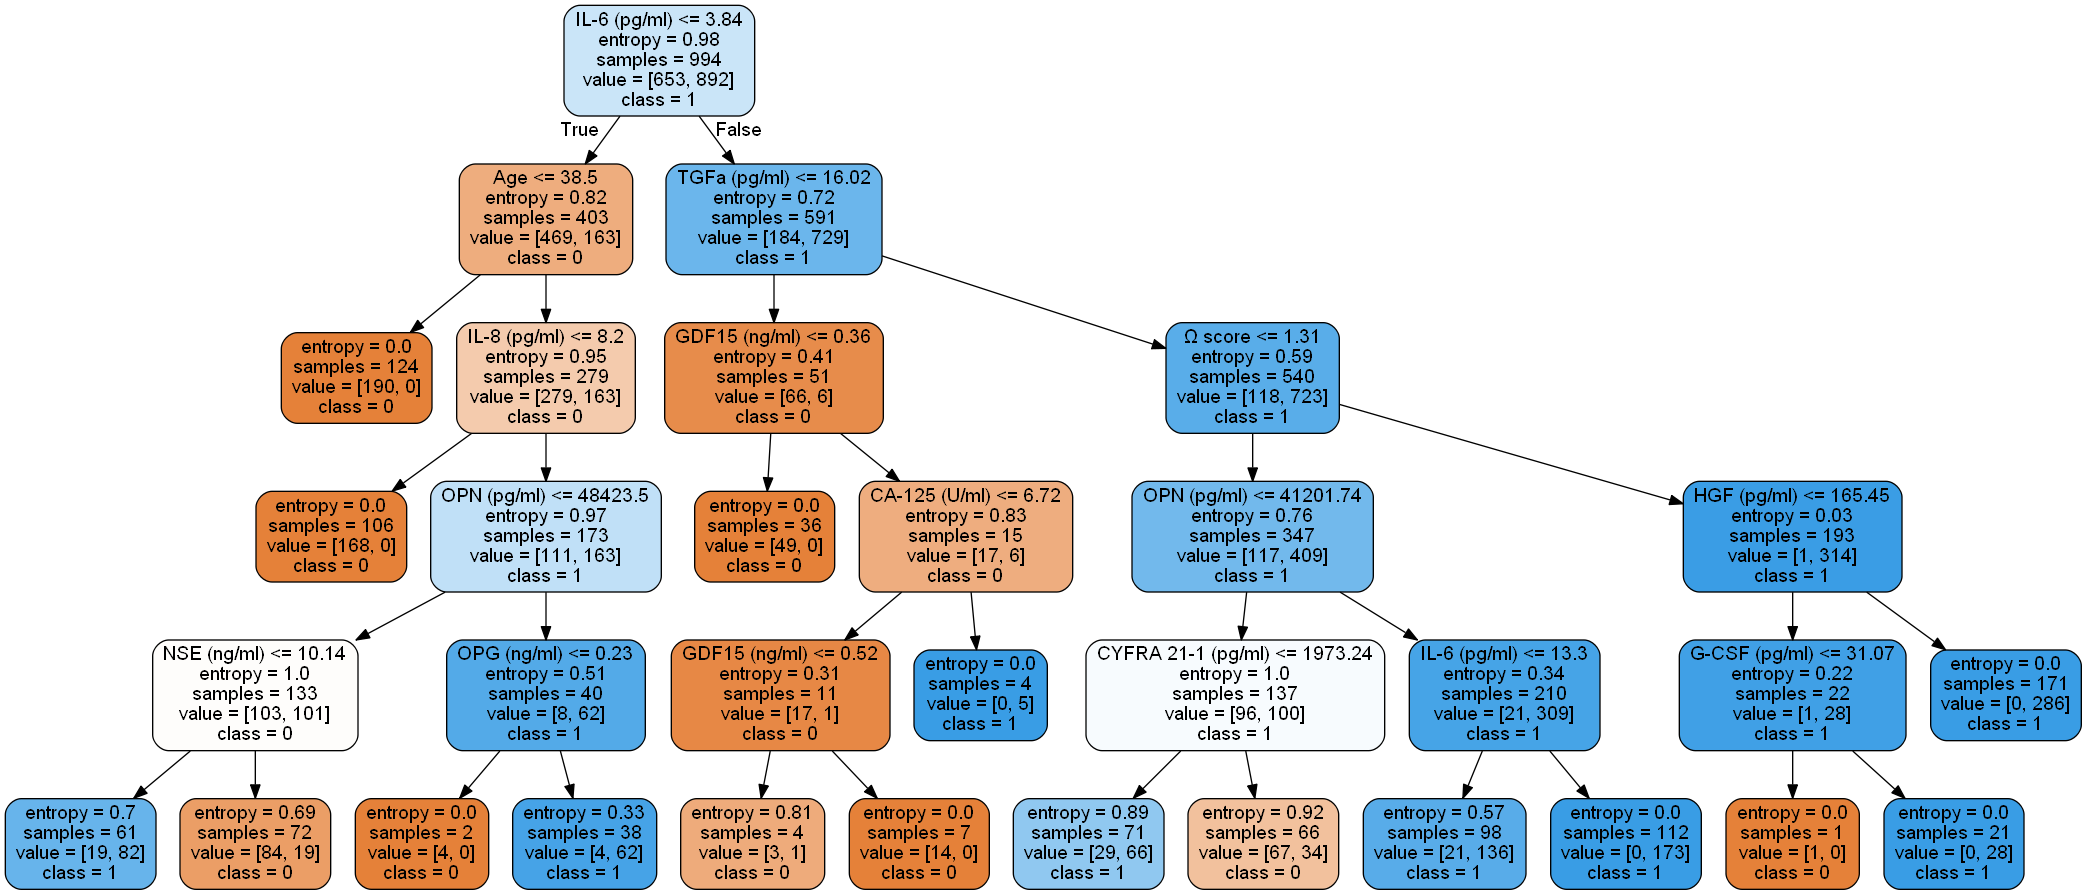 IL-6 (pg/ml) <= 3.84
entropy = 0.98
samples = 994
value = [653, 892]
class = 1
True
False
Age <= 38.5
entropy = 0.82
samples = 403
value = [469, 163]
class = 0
TGFa (pg/ml) <= 16.02
entropy = 0.72
samples = 591
value = [184, 729]
class = 1
entropy = 0.0
samples = 124
value = [190, 0]
class = 0
IL-8 (pg/ml) <= 8.2
entropy = 0.95
samples = 279
value = [279, 163]
class = 0
GDF15 (ng/ml) <= 0.36
entropy = 0.41
samples = 51
value = [66, 6]
class = 0
Ω score <= 1.31
entropy = 0.59
samples = 540
value = [118, 723]
class = 1
entropy = 0.0
samples = 106
value = [168, 0]
class = 0
OPN (pg/ml) <= 48423.5
entropy = 0.97
samples = 173
value = [111, 163]
class = 1
entropy = 0.0
samples = 36
value = [49, 0]
class = 0
CA-125 (U/ml) <= 6.72
entropy = 0.83
samples = 15
value = [17, 6]
class = 0
OPN (pg/ml) <= 41201.74
entropy = 0.76
samples = 347
value = [117, 409]
class = 1
HGF (pg/ml) <= 165.45
entropy = 0.03
samples = 193
value = [1, 314]
class = 1
NSE (ng/ml) <= 10.14
entropy = 1.0
samples = 133
value = [103, 101]
class = 0
OPG (ng/ml) <= 0.23
entropy = 0.51
samples = 40
value = [8, 62]
class = 1
GDF15 (ng/ml) <= 0.52
entropy = 0.31
samples = 11
value = [17, 1]
class = 0
entropy = 0.0
samples = 4
value = [0, 5]
class = 1
CYFRA 21-1 (pg/ml) <= 1973.24
entropy = 1.0
samples = 137
value = [96, 100]
class = 1
IL-6 (pg/ml) <= 13.3
entropy = 0.34
samples = 210
value = [21, 309]
class = 1
G-CSF (pg/ml) <= 31.07
entropy = 0.22
samples = 22
value = [1, 28]
class = 1
entropy = 0.0
samples = 171
value = [0, 286]
class = 1
entropy = 0.7
samples = 61
value = [19, 82]
class = 1
entropy = 0.69
samples = 72
value = [84, 19]
class = 0
entropy = 0.0
samples = 2
value = [4, 0]
class = 0
entropy = 0.33
samples = 38
value = [4, 62]
class = 1
entropy = 0.81
samples = 4
value = [3, 1]
class = 0
entropy = 0.0
samples = 7
value = [14, 0]
class = 0
entropy = 0.89
samples = 71
value = [29, 66]
class = 1
entropy = 0.92
samples = 66
value = [67, 34]
class = 0
entropy = 0.57
samples = 98
value = [21, 136]
class = 1
entropy = 0.0
samples = 112
value = [0, 173]
class = 1
entropy = 0.0
samples = 1
value = [1, 0]
class = 0
entropy = 0.0
samples = 21
value = [0, 28]
class = 1